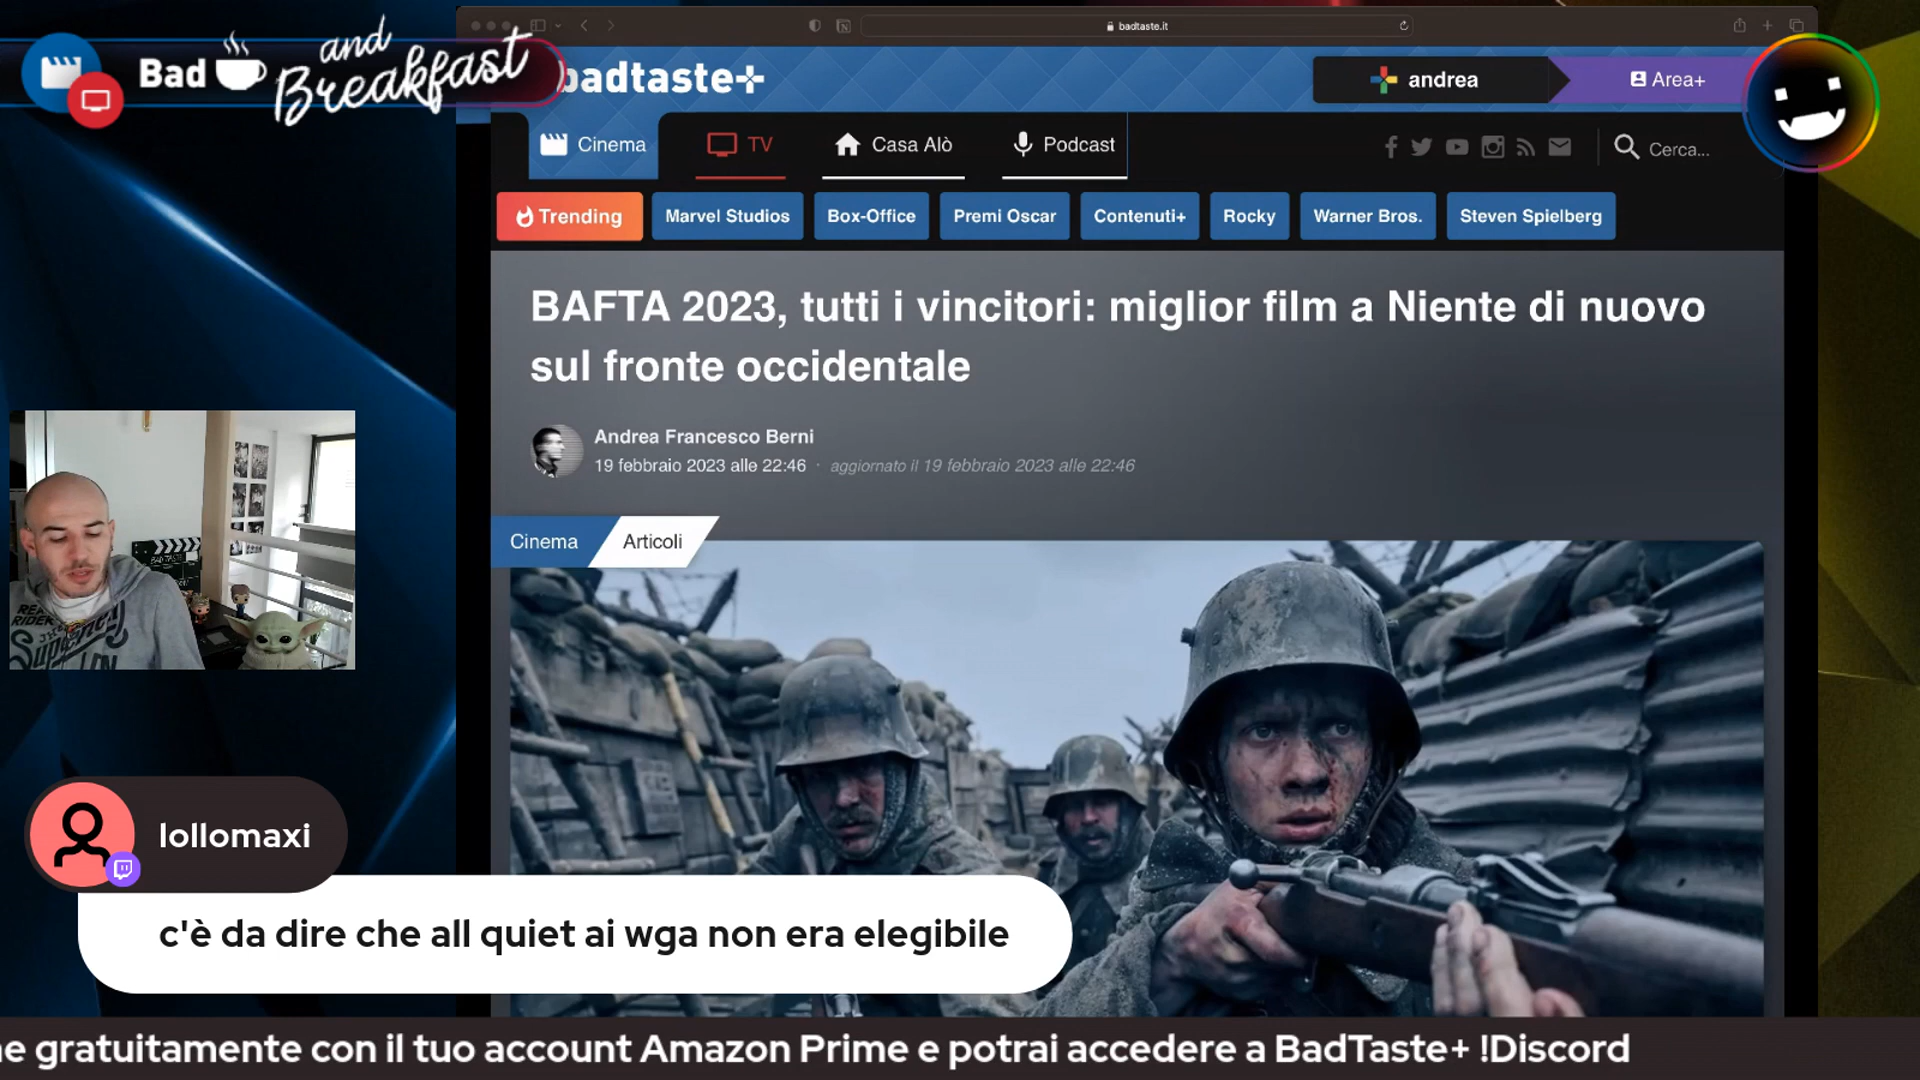 Bad and Breakfast
badtaste.it
badtaste+
andrea
Area+
Cinema
TV
Casa Alò
Podcast
Cerca...
Trending
Marvel Studios
Box-Office
Premi Oscar
Contenuti+
Rocky
Warner Bros.
Steven Spielberg
BAFTA 2023, tutti i vincitori: miglior film a Niente di nuovo
sul fronte occidentale
Andrea Francesco Berni
19 febbraio 2023 alle 22:46 · aggiornato il 19 febbraio 2023 alle 22:46
Cinema
Articoli
lollomaxi
c'è da dire che all quiet ai wga non era elegibile
gratuitamente con il tuo account Amazon Prime e potrai accedere a BadTaste+ !Discord